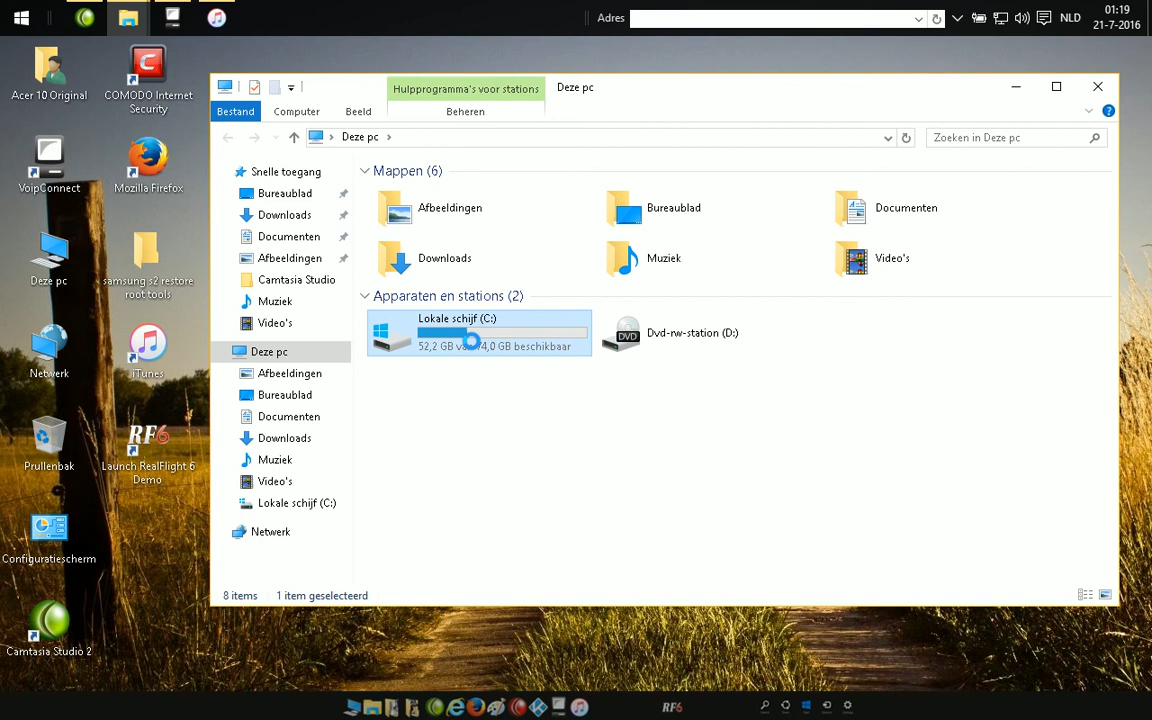 Adres
NLD
01:19
21-7-2016
Acer 10 Original
COMODO Internet
Security
VoipConnect
Mozilla Firefox
Deze pc
samsung s2 restore
root tools
Netwerk
iTunes
Prullenbak
RF6
Launch RealFlight 6
Demo
Configuratiescherm
Camtasia Studio 2
Hulpprogramma's voor stations
Deze pc
Bestand
Computer
Beeld
Beheren
Deze pc
Zoeken in Deze pc
Snelle toegang
Bureaublad
Downloads
Documenten
Afbeeldingen
Camtasia Studio
Muziek
Video's
Deze pc
Afbeeldingen
Bureaublad
Documenten
Downloads
Muziek
Video's
Lokale schijf (C:)
Netwerk
Mappen (6)
Afbeeldingen
Bureaublad
Documenten
Downloads
Muziek
Video's
Apparaten en stations (2)
Lokale schijf (C:)
52,2 GB 4,0 GB beschikbaar
DVD
Dvd-rw-station (D:)
8 items
1 item geselecteerd
RF6